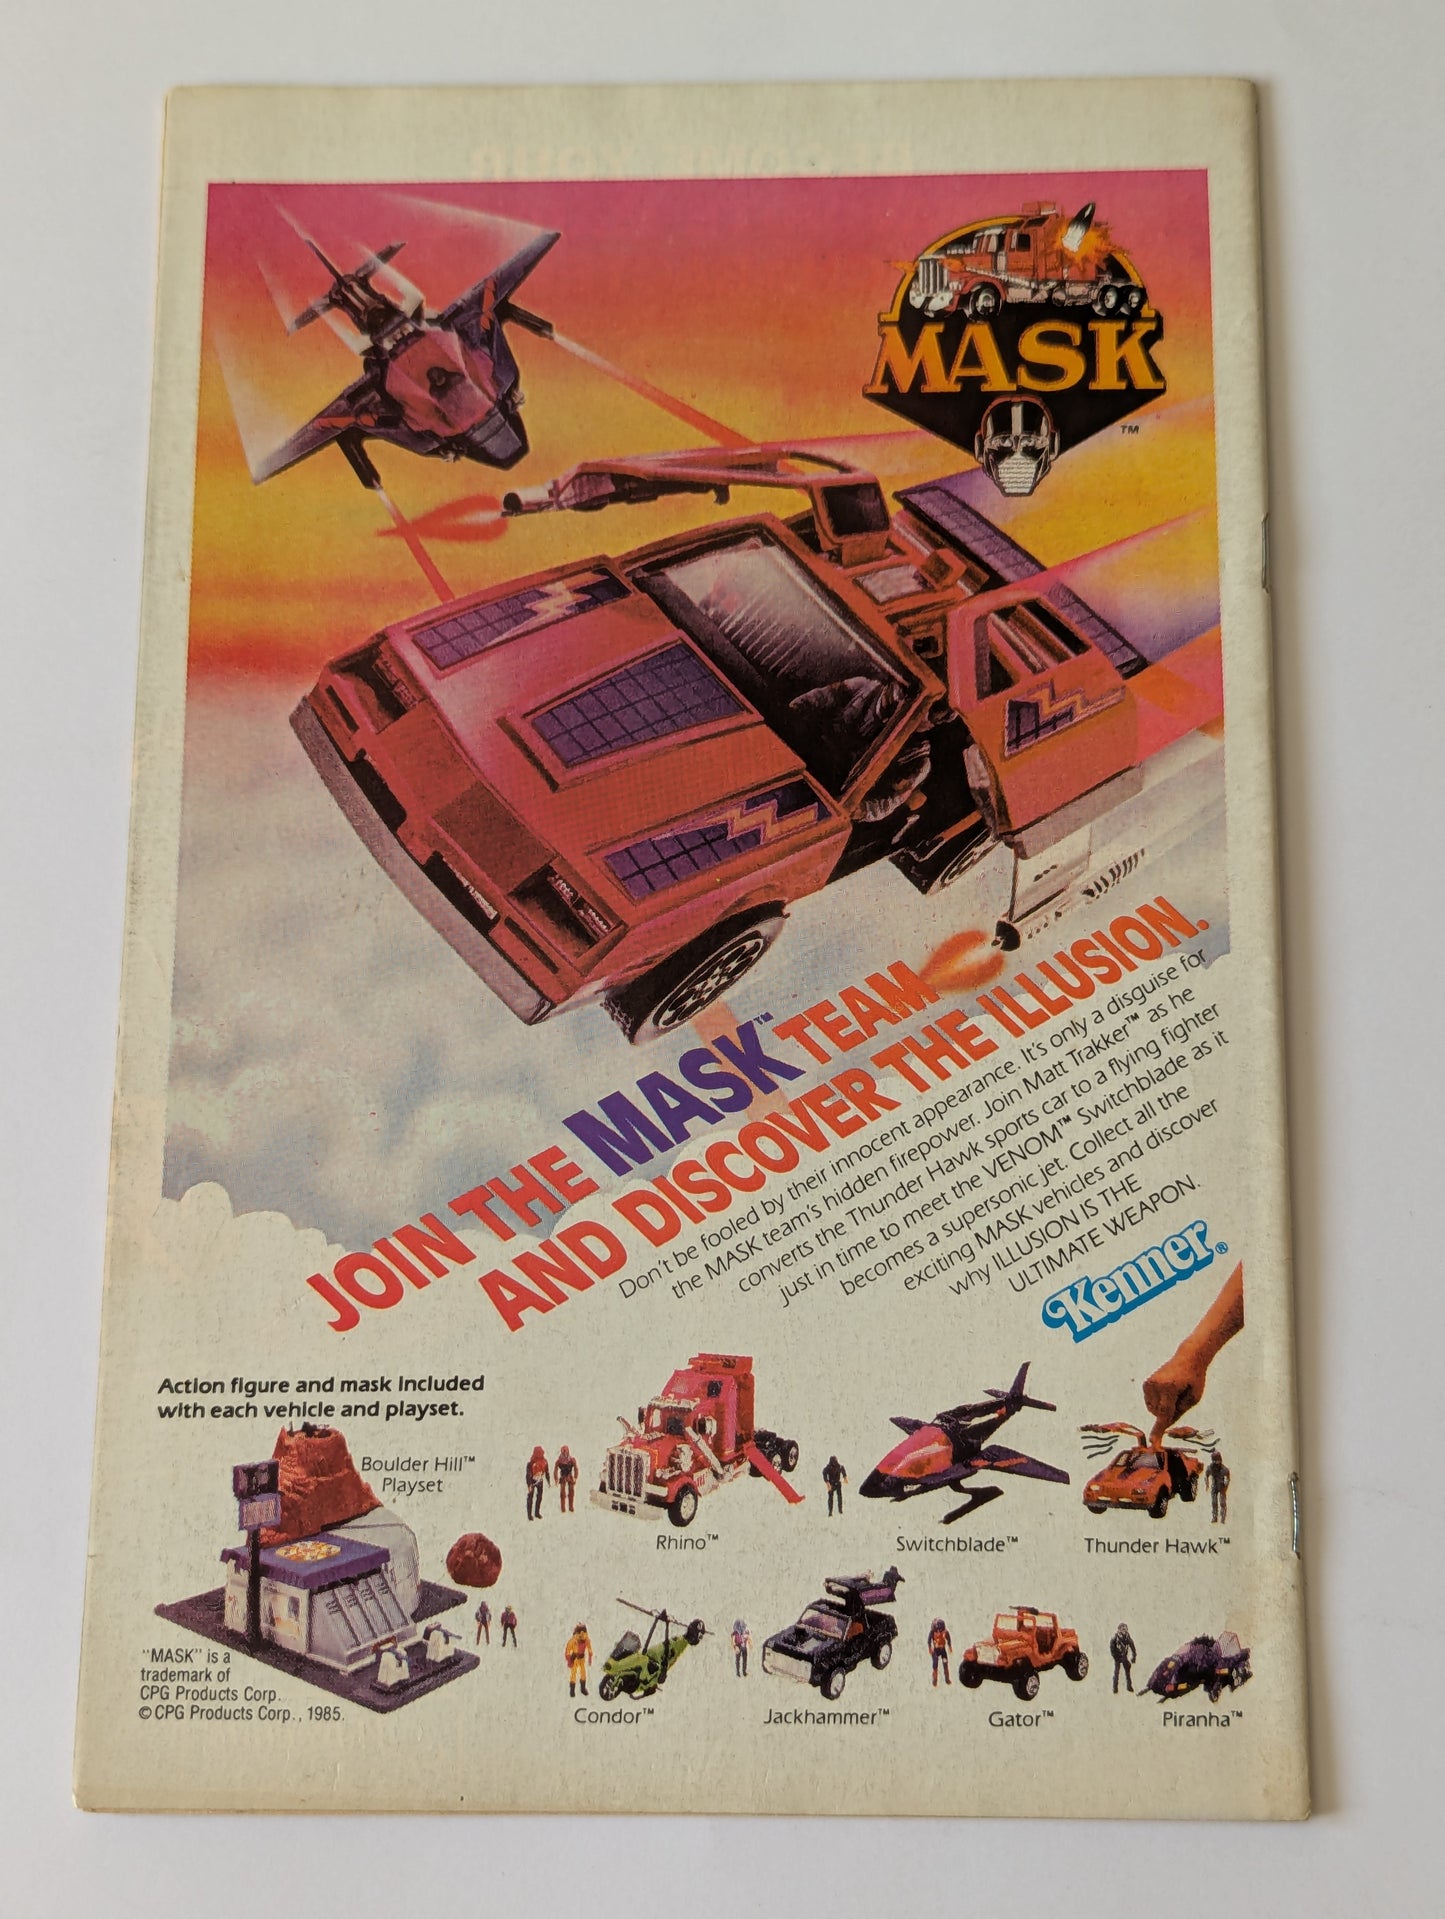 MASK
TM
JOIN THE MASK™ TEAM
AND DISCOVER THE ILLUSION.
Don't be fooled by their innocent appearance. It's only a disguise for
the MASK team's hidden firepower. Join Matt Trakker™ as he
converts the Thunder Hawk sports car to a flying fighter
just in time to meet the VENOM™ Switchblade as it
becomes a supersonic jet. Collect all the
exciting MASK vehicles and discover
why ILLUSION IS THE
ULTIMATE WEAPON.
Kenner®
Action figure and mask included
with each vehicle and playset.
Boulder Hill™
Playset
Rhino™
Switchblade™
Thunder Hawk™
"MASK" is a
trademark of
CPG Products Corp.
© CPG Products Corp., 1985.
Condor™
Jackhammer™
Gator™
Piranha™